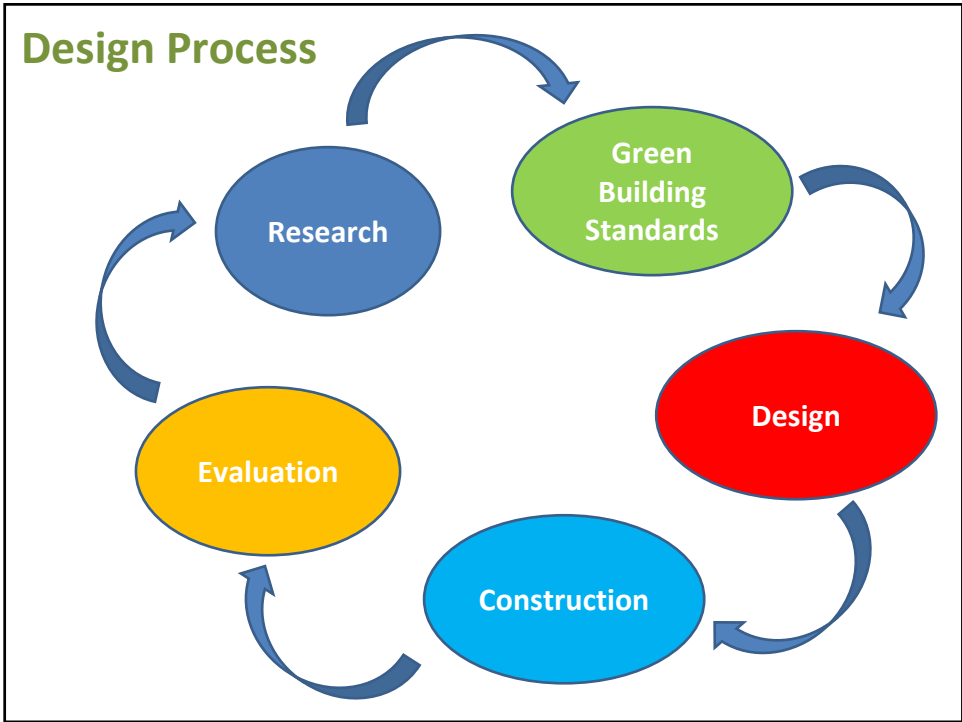 Design Process
Research
Green
Building
Standards
Design
Construction
Evaluation